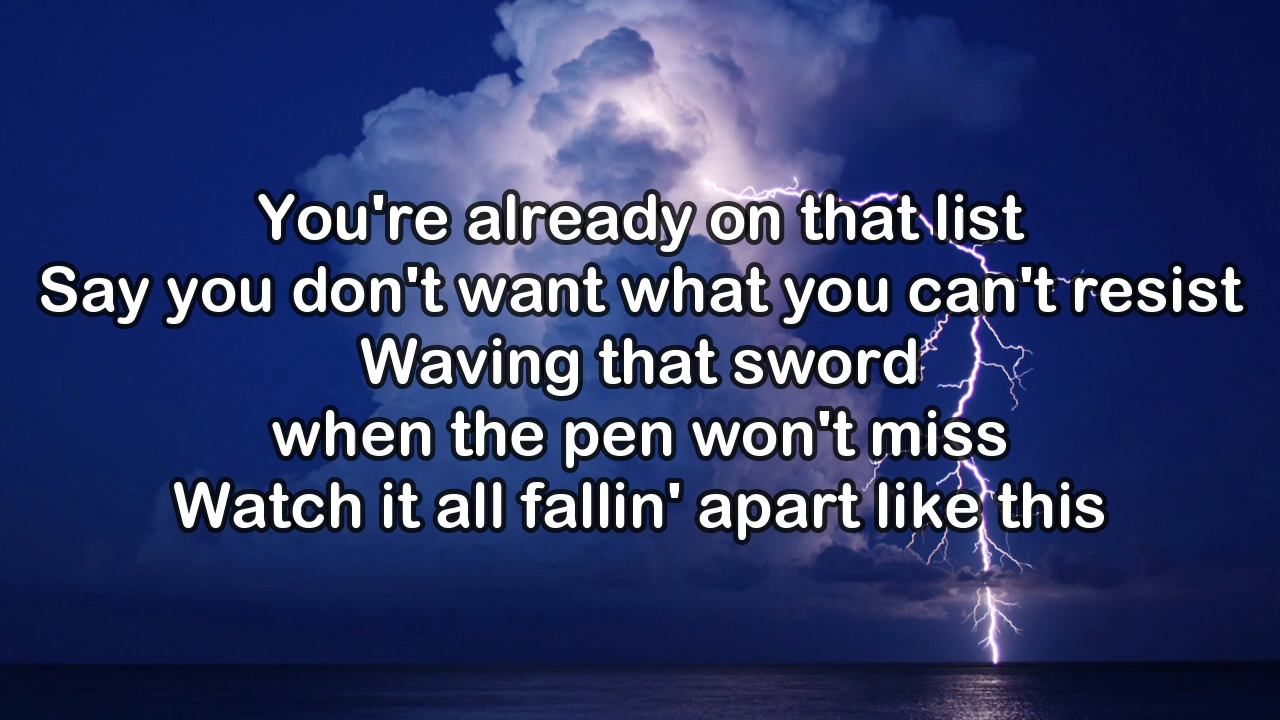 You're already on that list
Say you don't want what you can't resist
Waving that sword
when the pen won't miss
Watch it all fallin' apart like this